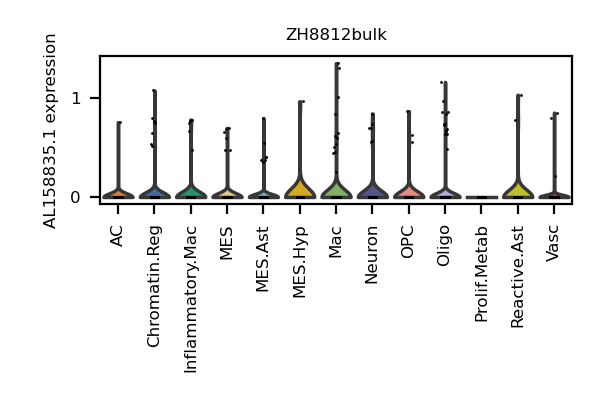 ZH8812bulk
AL158835.1 expression
1
0
AC
Chromatin.Reg
Inflammatory.Mac
MES
MES.Ast
MES.Hyp
Mac
Neuron
OPC
Oligo
Prolif.Metab
Reactive.Ast
Vasc